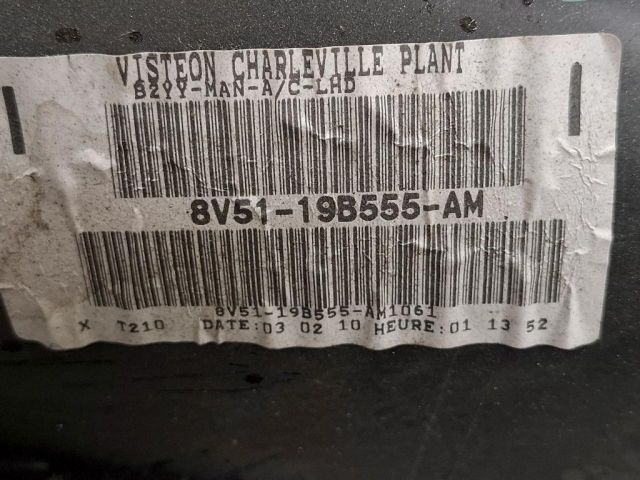 VISTEON CHARLEVILLE PLANT
-MAN-A/C-LHD
8V51-19B555-AM
8V51-19B555-AM1061
X T210 DATE:03 02 10 HEURE:01 13 52